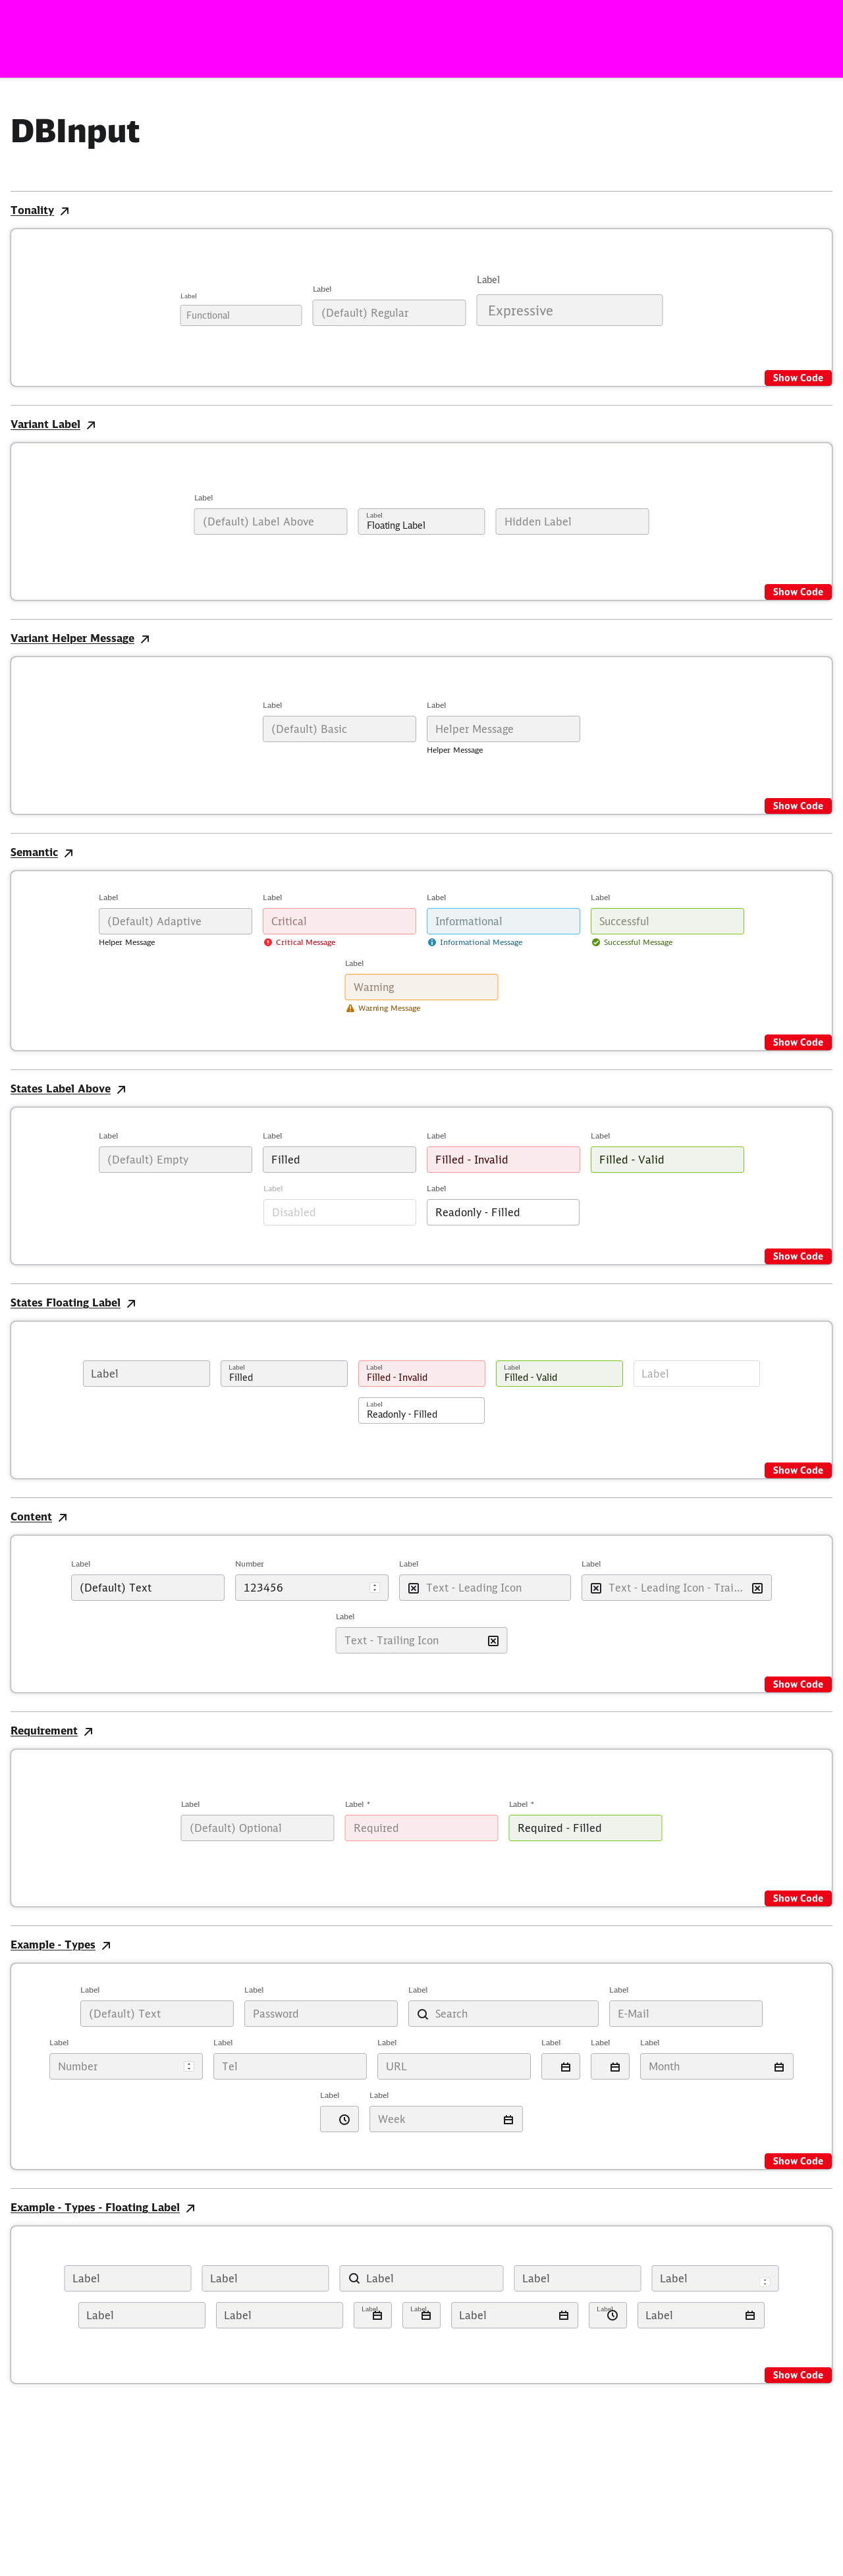 DBInput
Tonality
Label Label Label
Functional (Default) Regular Expressive
Show Code
Variant Label
Label
(Default) Label Above Label Floating Label Hidden Label
Show Code
Variant Helper Message
Label Label
(Default) Basic Helper Message
Helper Message
Show Code
Semantic
Label Label Label Label
(Default) Adaptive Critical Informational Successful
Helper Message Critical Message Informational Message Successful Message
Label
Warning
Warning Message
Show Code
States Label Above
Label Label Label Label
(Default) Empty Filled Filled - Invalid Filled - Valid
Label Label
Disabled Readonly - Filled
Show Code
States Floating Label
Label Label Label Label Label
Filled Filled - Invalid Filled - Valid
Label
Readonly - Filled
Show Code
Content
Label Number Label Label
(Default) Text 123456 Text - Leading Icon Text - Leading Icon - Trai...
Label
Text - Trailing Icon
Show Code
Requirement
Label Label * Label *
(Default) Optional Required Required - Filled
Show Code
Example - Types
Label Label Label Label
(Default) Text Password Search E-Mail
Label Label Label Label Label Label
Number Tel URL Month
Label Label
Week
Show Code
Example - Types - Floating Label
Label Label Label Label Label
Label Label Label Label Label Label Label
Show Code